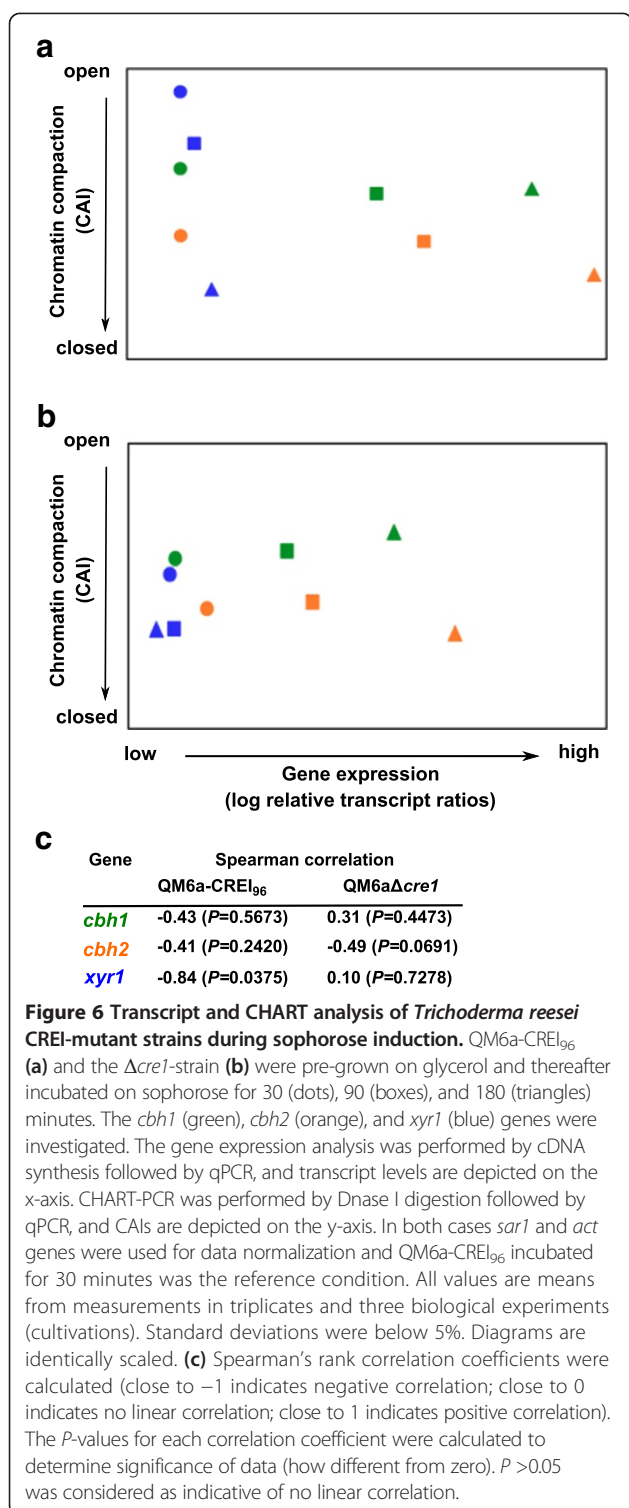 a
open
Chromatin compaction
(CAI)
closed
b
open
Chromatin compaction
(CAI)
closed
low
high
Gene expression
(log relative transcript ratios)
c
Gene Spearman correlation
QM6a-CREI₉₆ QM6aΔcre1
cbh1 -0.43 (P=0.5673) 0.31 (P=0.4473)
cbh2 -0.41 (P=0.2420) -0.49 (P=0.0691)
xyr1 -0.84 (P=0.0375) 0.10 (P=0.7278)
Figure 6 Transcript and CHART analysis of Trichoderma reesei
CREI-mutant strains during sophorose induction. QM6a-CREI₉₆
(a) and the Δcre1-strain (b) were pre-grown on glycerol and thereafter
incubated on sophorose for 30 (dots), 90 (boxes), and 180 (triangles)
minutes. The cbh1 (green), cbh2 (orange), and xyr1 (blue) genes were
investigated. The gene expression analysis was performed by cDNA
synthesis followed by qPCR, and transcript levels are depicted on the
x-axis. CHART-PCR was performed by Dnase I digestion followed by
qPCR, and CAIs are depicted on the y-axis. In both cases sar1 and act
genes were used for data normalization and QM6a-CREI₉₆ incubated
for 30 minutes was the reference condition. All values are means
from measurements in triplicates and three biological experiments
(cultivations). Standard deviations were below 5%. Diagrams are
identically scaled. (c) Spearman's rank correlation coefficients were
calculated (close to −1 indicates negative correlation; close to 0
indicates no linear correlation; close to 1 indicates positive correlation).
The P-values for each correlation coefficient were calculated to
determine significance of data (how different from zero). P >0.05
was considered as indicative of no linear correlation.